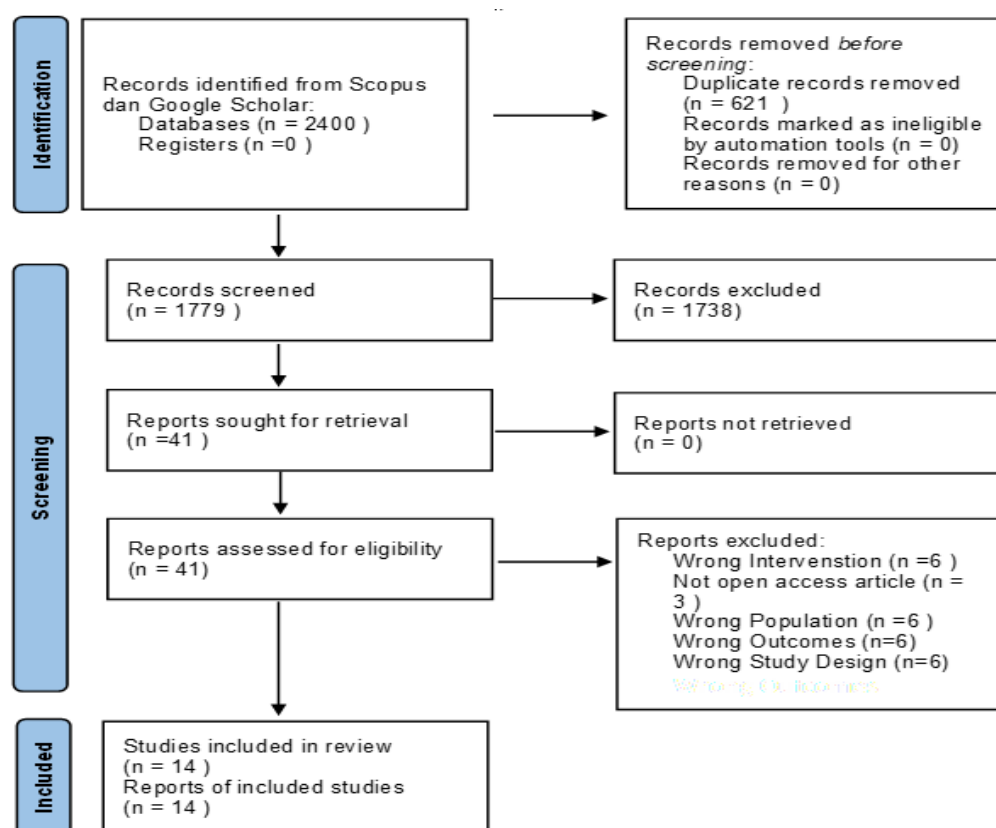 Identification
Records identified from Scopus
dan Google Scholar:
Databases (n = 2400 )
Registers (n =0 )
Records removed before
screening:
Duplicate records removed
(n = 621 )
Records marked as ineligible
by automation tools (n = 0)
Records removed for other
reasons (n = 0)
Screening
Records screened
(n = 1779 )
Records excluded
(n = 1738)
Reports sought for retrieval
(n =41 )
Reports not retrieved
(n = 0)
Reports assessed for eligibility
(n = 41)
Reports excluded:
Wrong Intervenstion (n =6 )
Not open access article (n =
3 )
Wrong Population (n =6 )
Wrong Outcomes (n=6)
Wrong Study Design (n=6)
Included
Studies included in review
(n = 14 )
Reports of included studies
(n = 14 )